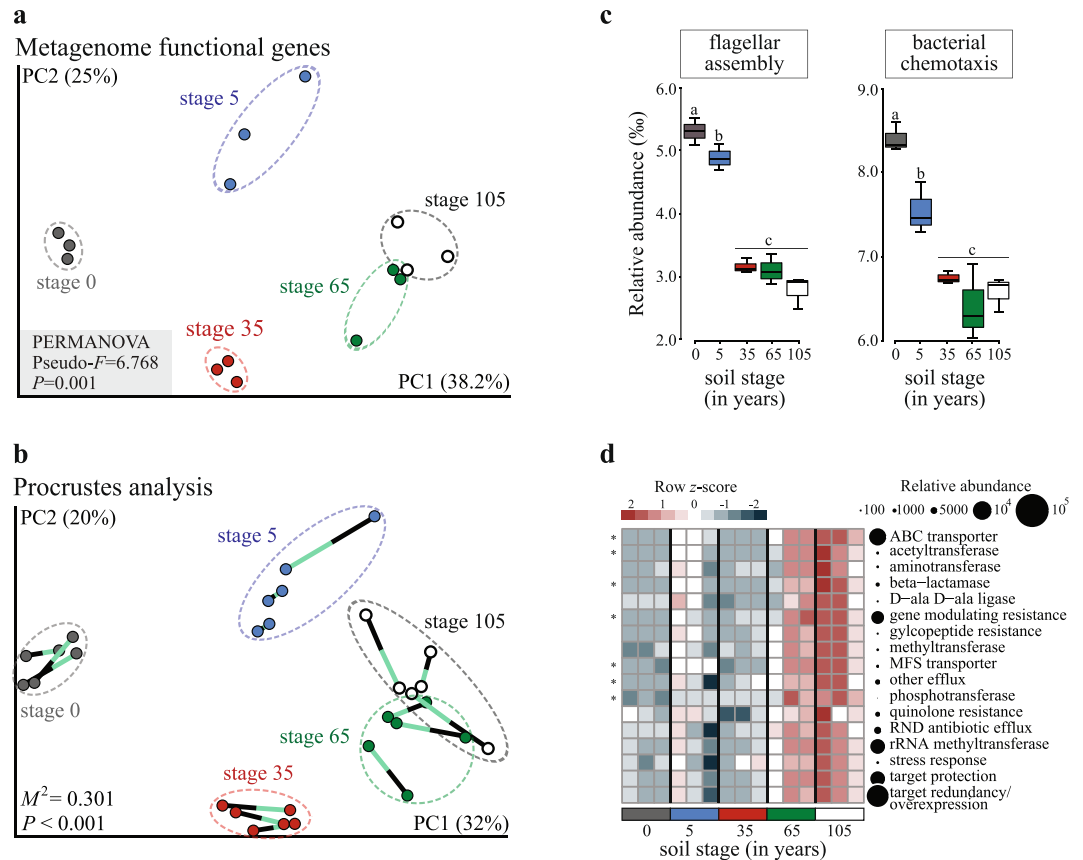 a
Metagenome functional genes
PC2 (25%)
stage 5
stage 105
stage 0
stage 65
stage 35
PERMANOVA
Pseudo-F=6.768
P=0.001
PC1 (38.2%)
b
Procrustes analysis
PC2 (20%)
stage 5
stage 105
stage 0
stage 65
stage 35
M²= 0.301
P < 0.001
PC1 (32%)
c
flagellar
assembly
Relative abundance (‰)
6.0
5.0
4.0
3.0
2.0
a
b
c
0 5 35 65 105
soil stage
(in years)
bacterial
chemotaxis
9.0
8.0
7.0
6.0
a
b
c
0 5 35 65 105
soil stage
(in years)
d
Row z-score
2 1 0 -1 -2
Relative abundance
100 1000 5000 10⁴ 10⁵
* ABC transporter
* acetyltransferase
aminotransferase
* beta−lactamase
D−ala D−ala ligase
* gene modulating resistance
gylcopeptide resistance
methyltransferase
* MFS transporter
* other efflux
* phosphotransferase
quinolone resistance
RND antibiotic efflux
rRNA methyltransferase
stress response
target protection
target redundancy/
overexpression
0 5 35 65 105
soil stage (in years)